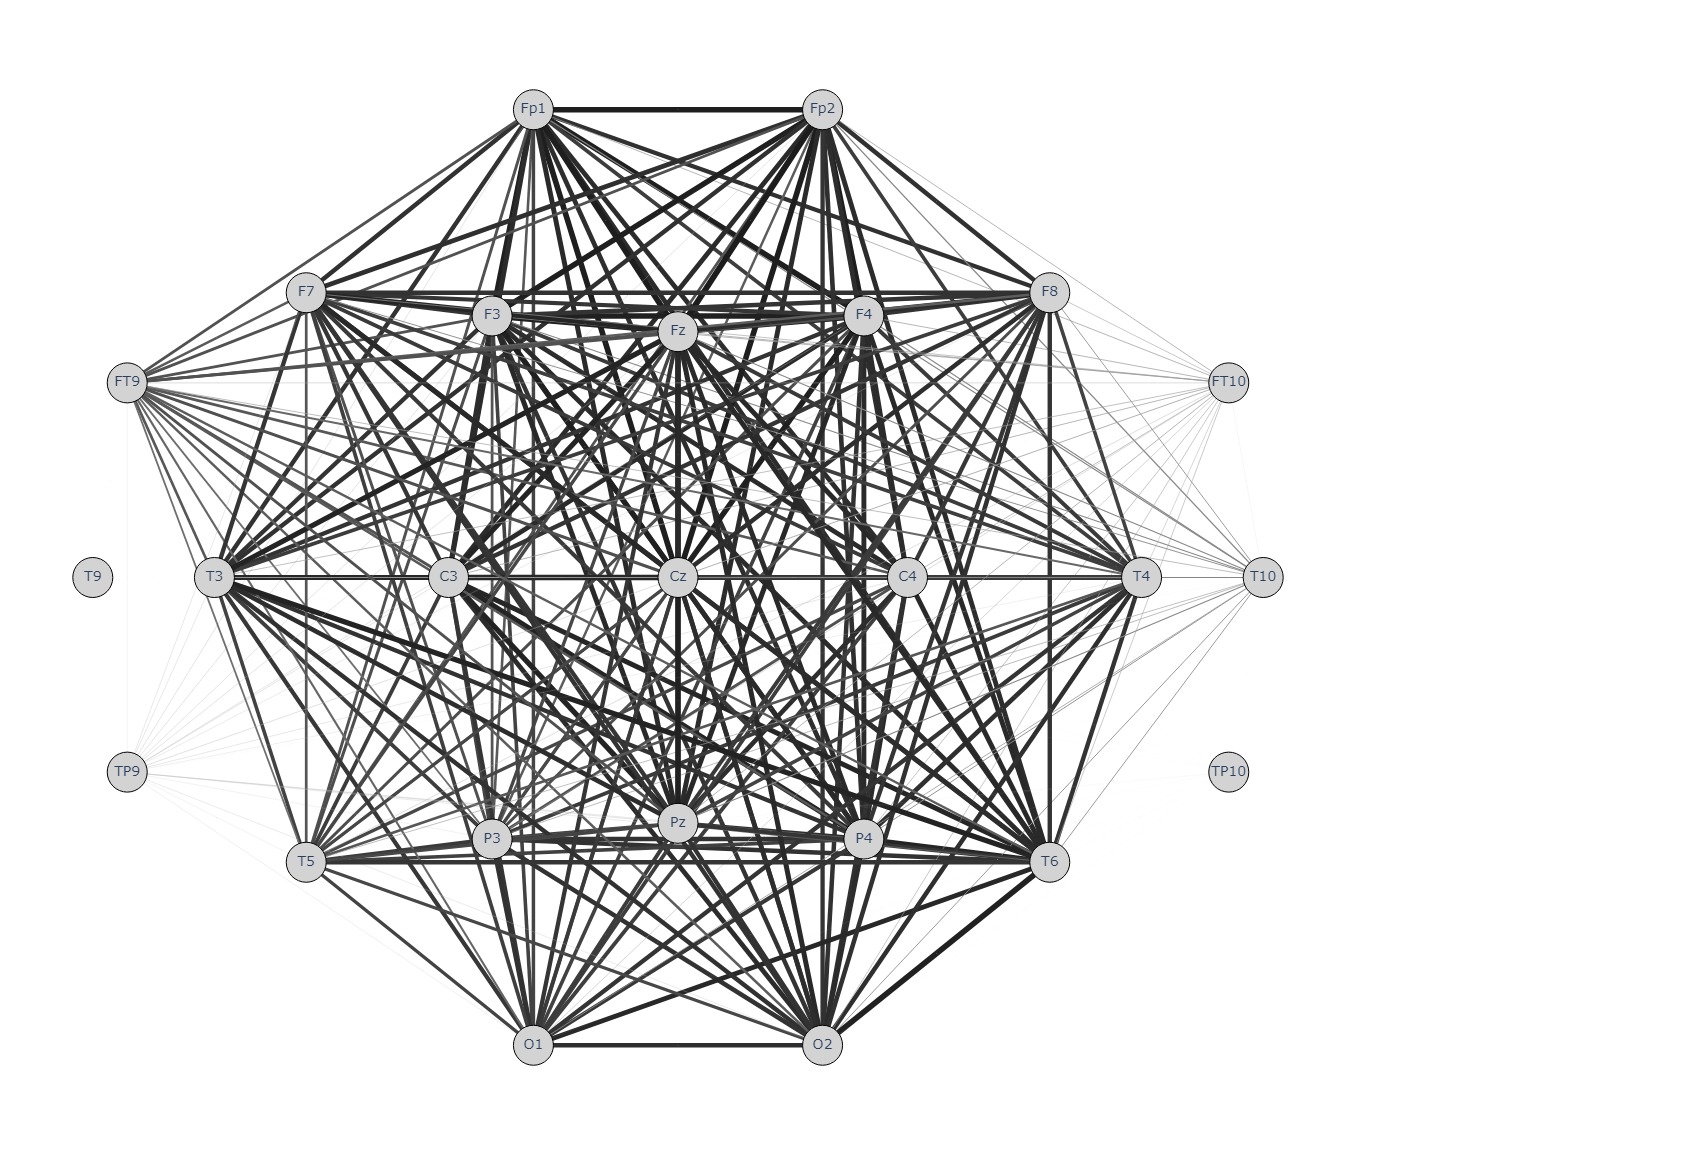 Fp1 Fp2
F7 F3 Fz F4 F8
FT9 FT10
T9 T3 C3 Cz C4 T4 T10
TP9 TP10
T5 P3 Pz P4 T6
O1 O2